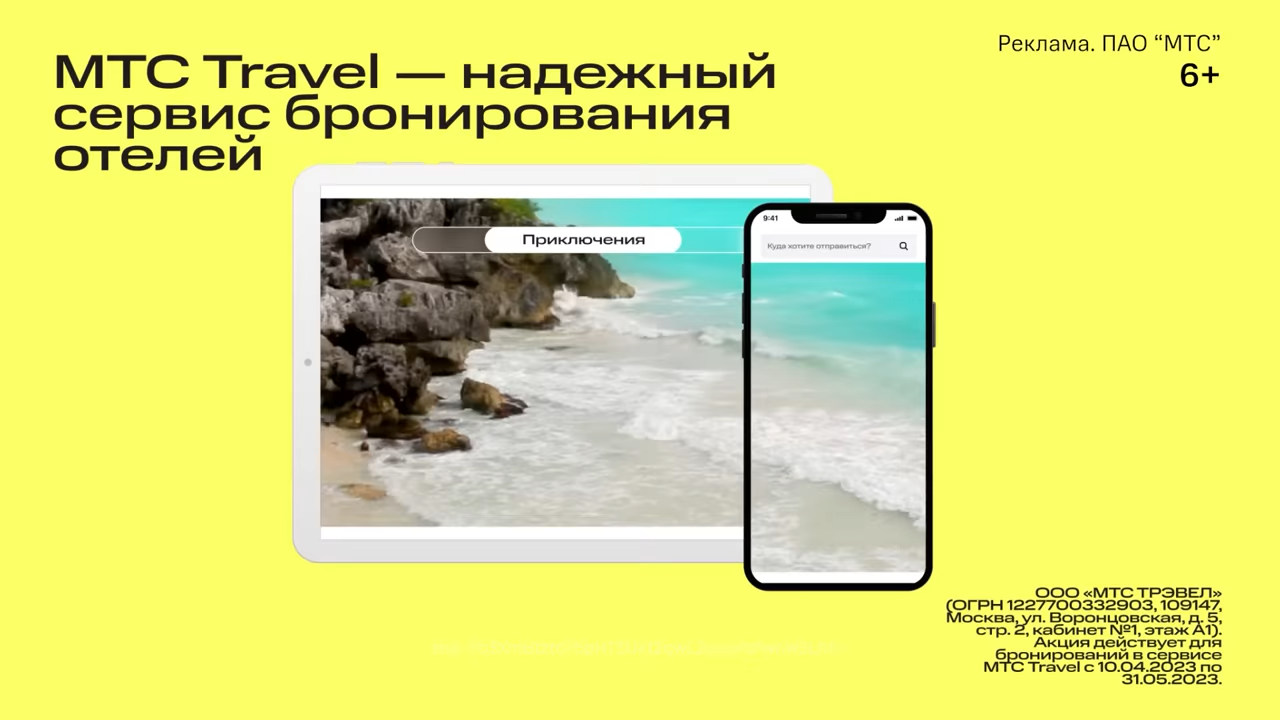 МТС Travel — надежный
сервис бронирования
отелей
Реклама. ПАО “МТС”
6+
Приключения
9:41
Куда хотите отправиться?
ООО «МТС ТРЭВЕЛ»
(ОГРН 1227700332903, 109147,
Москва, ул. Воронцовская, д. 5,
стр. 2, кабинет №1, этаж А1).
Акция действует для
бронирований в сервисе
МТС Travel с 10.04.2023 по
31.05.2023.